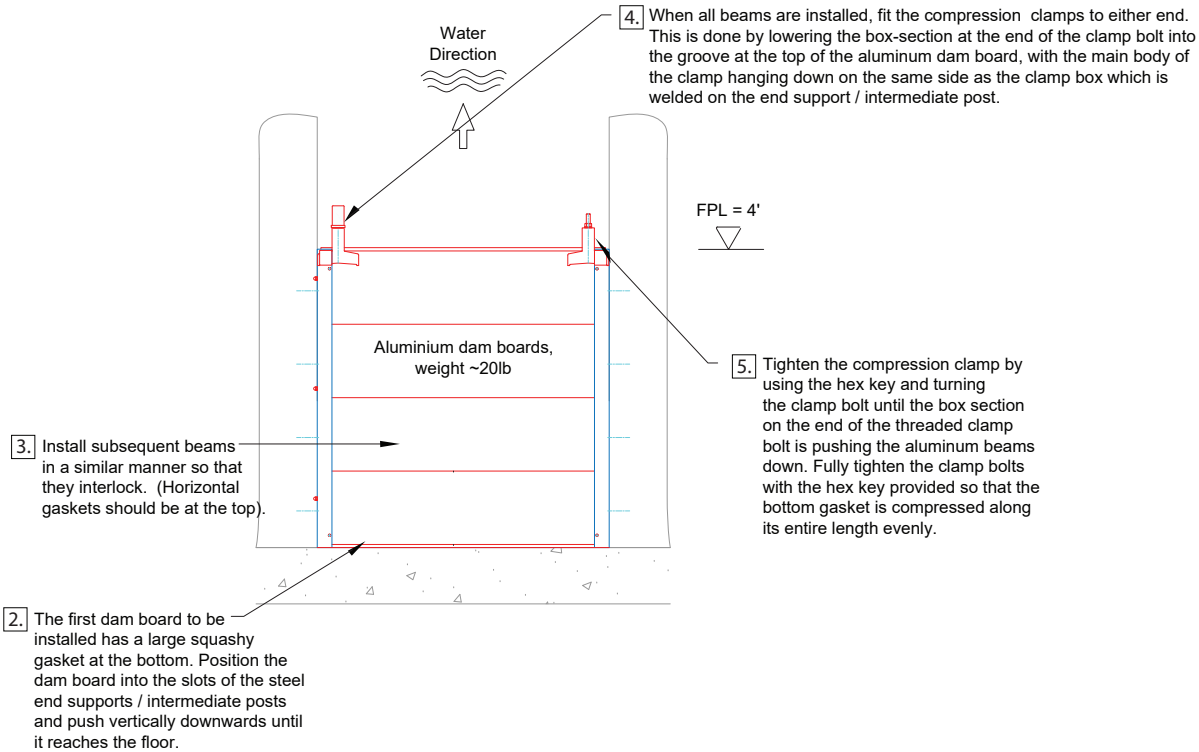 Water
Direction
4. When all beams are installed, fit the compression clamps to either end.
This is done by lowering the box-section at the end of the clamp bolt into
the groove at the top of the aluminum dam board, with the main body of
the clamp hanging down on the same side as the clamp box which is
welded on the end support / intermediate post.
FPL = 4'
Aluminium dam boards,
weight ~20lb
5. Tighten the compression clamp by
using the hex key and turning
the clamp bolt until the box section
on the end of the threaded clamp
bolt is pushing the aluminum beams
down. Fully tighten the clamp bolts
with the hex key provided so that the
bottom gasket is compressed along
its entire length evenly.
3. Install subsequent beams
in a similar manner so that
they interlock. (Horizontal
gaskets should be at the top).
2. The first dam board to be
installed has a large squashy
gasket at the bottom. Position the
dam board into the slots of the steel
end supports / intermediate posts
and push vertically downwards until
it reaches the floor.